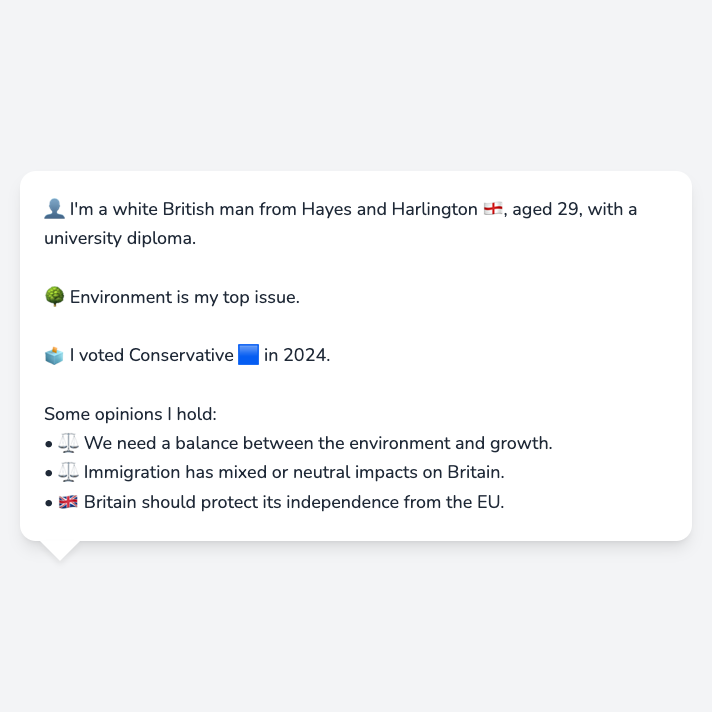 👤 I'm a white British man from Hayes and Harlington 🏴󠁧󠁢󠁥󠁮󠁧󠁿, aged 29, with a
university diploma.
🌳 Environment is my top issue.
🗳️ I voted Conservative 🟦 in 2024.
Some opinions I hold:
• ⚖️ We need a balance between the environment and growth.
• ⚖️ Immigration has mixed or neutral impacts on Britain.
• 🇬🇧 Britain should protect its independence from the EU.